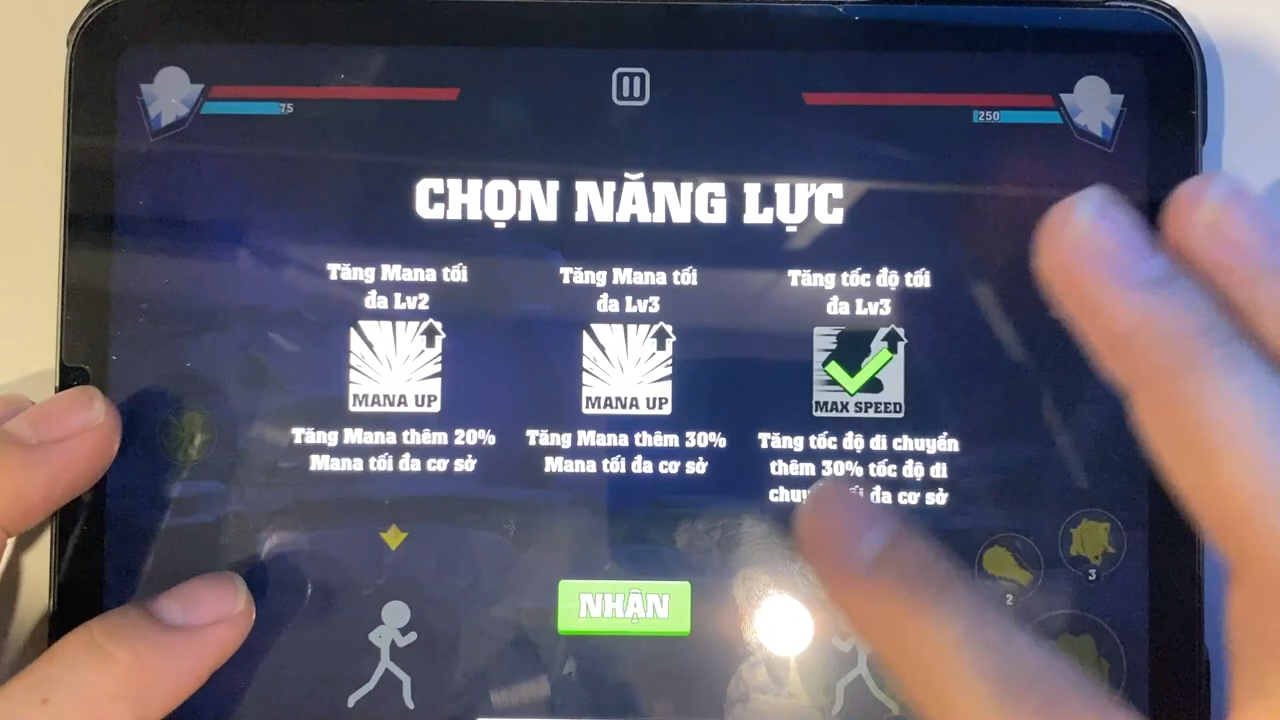 75
250
CHỌN NĂNG LỰC
Tăng Mana tối
đa Lv2
MANA UP
Tăng Mana thêm 20%
Mana tối đa cơ sở
Tăng Mana tối
đa Lv3
MANA UP
Tăng Mana thêm 30%
Mana tối đa cơ sở
Tăng tốc độ tối
đa Lv3
MAX SPEED
Tăng tốc độ di chuyển
thêm 30% tốc độ di
đa cơ sở
3
2
NHẬN